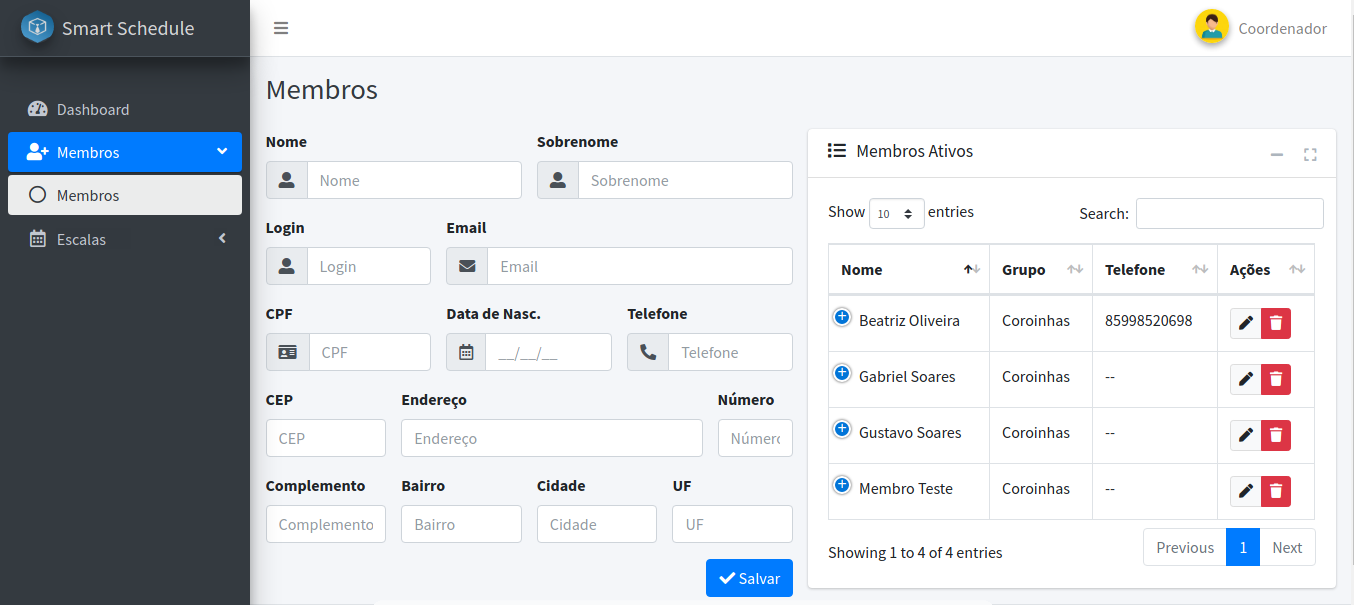 Smart Schedule
Coordenador
Dashboard
Membros
Membros
Escalas
Membros
Nome
Sobrenome
Nome
Sobrenome
Login
Email
Login
Email
CPF
Data de Nasc.
Telefone
CPF
__/__/__
Telefone
CEP
Endereço
Número
CEP
Endereço
Númerc
Complemento
Bairro
Cidade
UF
Complemento
Bairro
Cidade
UF
Salvar
Membros Ativos
Show 10 entries
Search:
Nome Grupo Telefone Ações
Beatriz Oliveira Coroinhas 85998520698
Gabriel Soares Coroinhas --
Gustavo Soares Coroinhas --
Membro Teste Coroinhas --
Showing 1 to 4 of 4 entries
Previous 1 Next